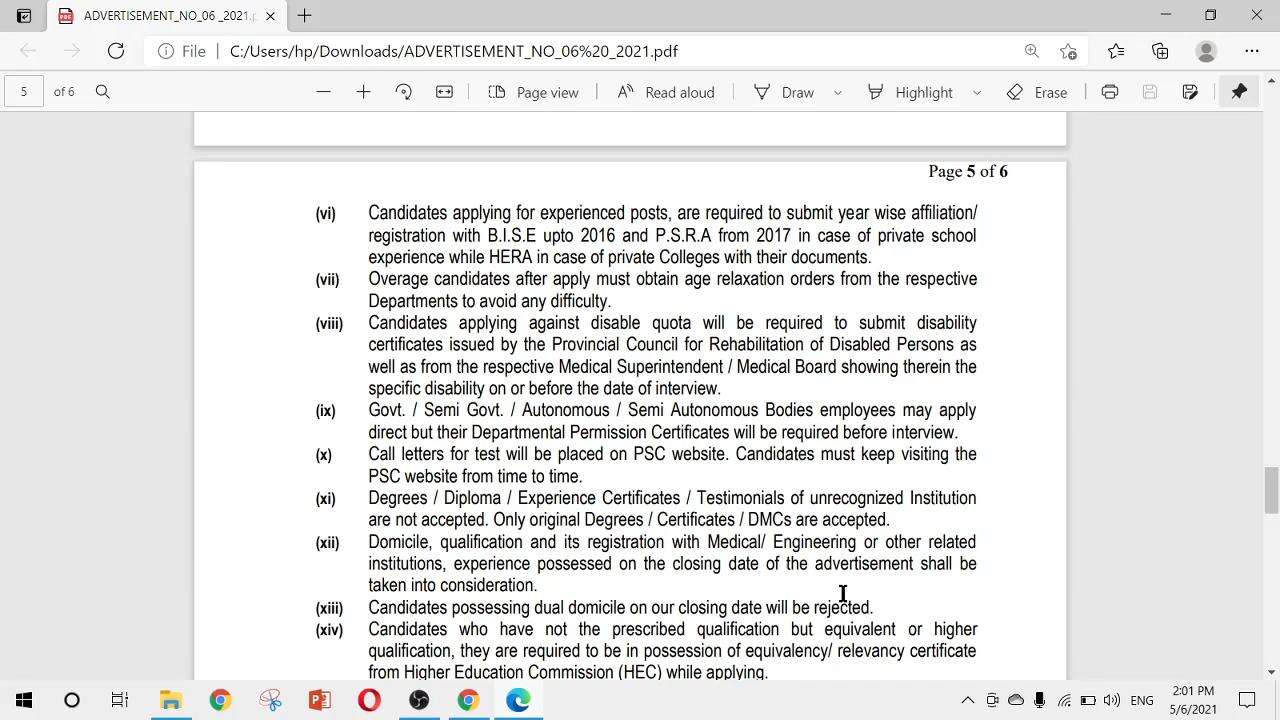 ADVERTISEMENT_NO_06 _2021.p
File
C:/Users/hp/Downloads/ADVERTISEMENT_NO_06%20_2021.pdf
5 of 6
Page view
Read aloud
Draw
Highlight
Erase
Page 5 of 6
(vi) Candidates applying for experienced posts, are required to submit year wise affiliation/
registration with B.I.S.E upto 2016 and P.S.R.A from 2017 in case of private school
experience while HERA in case of private Colleges with their documents.
(vii) Overage candidates after apply must obtain age relaxation orders from the respective
Departments to avoid any difficulty.
(viii) Candidates applying against disable quota will be required to submit disability
certificates issued by the Provincial Council for Rehabilitation of Disabled Persons as
well as from the respective Medical Superintendent / Medical Board showing therein the
specific disability on or before the date of interview.
(ix) Govt. / Semi Govt. / Autonomous / Semi Autonomous Bodies employees may apply
direct but their Departmental Permission Certificates will be required before interview.
(x) Call letters for test will be placed on PSC website. Candidates must keep visiting the
PSC website from time to time.
(xi) Degrees / Diploma / Experience Certificates / Testimonials of unrecognized Institution
are not accepted. Only original Degrees / Certificates / DMCs are accepted.
(xii) Domicile, qualification and its registration with Medical/ Engineering or other related
institutions, experience possessed on the closing date of the advertisement shall be
taken into consideration.
(xiii) Candidates possessing dual domicile on our closing date will be rejected.
(xiv) Candidates who have not the prescribed qualification but equivalent or higher
qualification, they are required to be in possession of equivalency/ relevancy certificate
from Higher Education Commission (HEC) while applying.
ENG
2:01 PM
5/6/2021